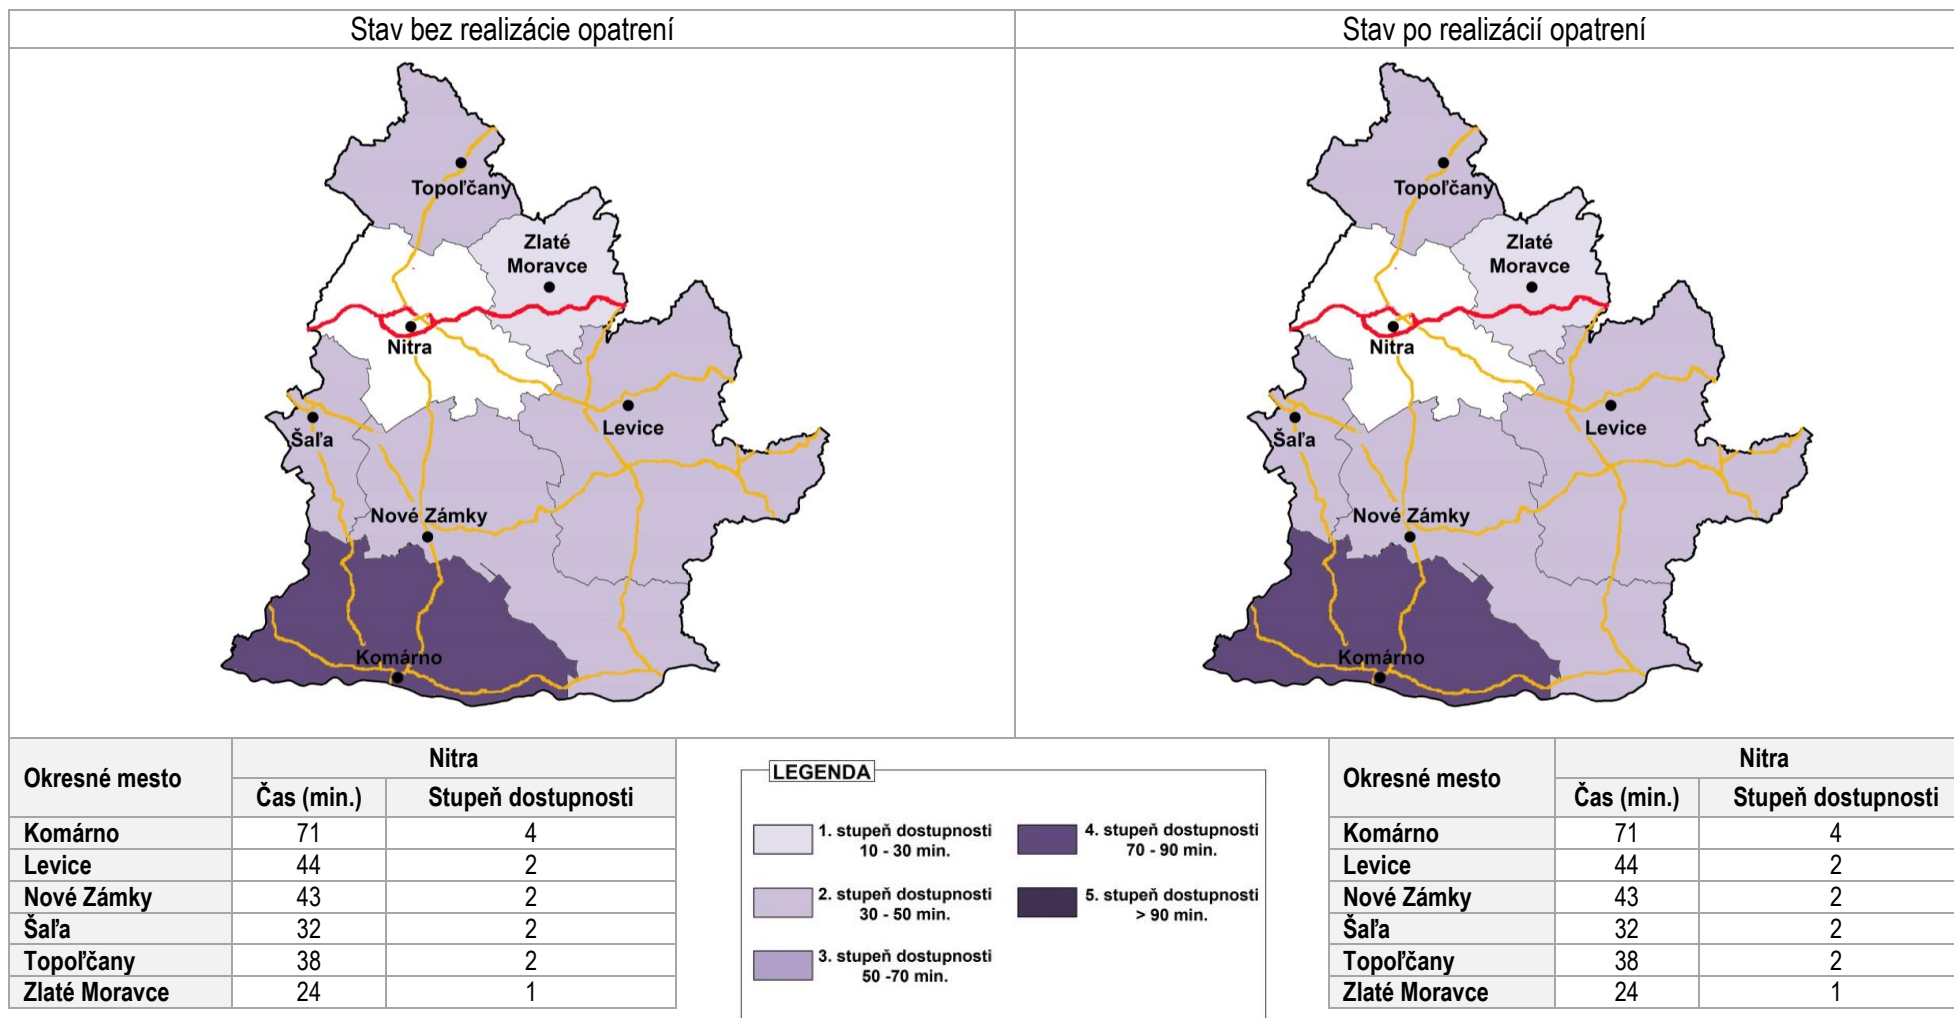 Stav bez realizácie opatrení
Stav po realizácií opatrení
Topoľčany
Zlaté
Moravce
Nitra
Šaľa
Levice
Nové Zámky
Komárno
Topoľčany
Zlaté
Moravce
Nitra
Šaľa
Levice
Nové Zámky
Komárno
Okresné mesto Nitra
Čas (min.) Stupeň dostupnosti
Komárno 71 4
Levice 44 2
Nové Zámky 43 2
Šaľa 32 2
Topoľčany 38 2
Zlaté Moravce 24 1
LEGENDA
1. stupeň dostupnosti
10 - 30 min.
2. stupeň dostupnosti
30 - 50 min.
3. stupeň dostupnosti
50 -70 min.
4. stupeň dostupnosti
70 - 90 min.
5. stupeň dostupnosti
> 90 min.
Okresné mesto Nitra
Čas (min.) Stupeň dostupnosti
Komárno 71 4
Levice 44 2
Nové Zámky 43 2
Šaľa 32 2
Topoľčany 38 2
Zlaté Moravce 24 1